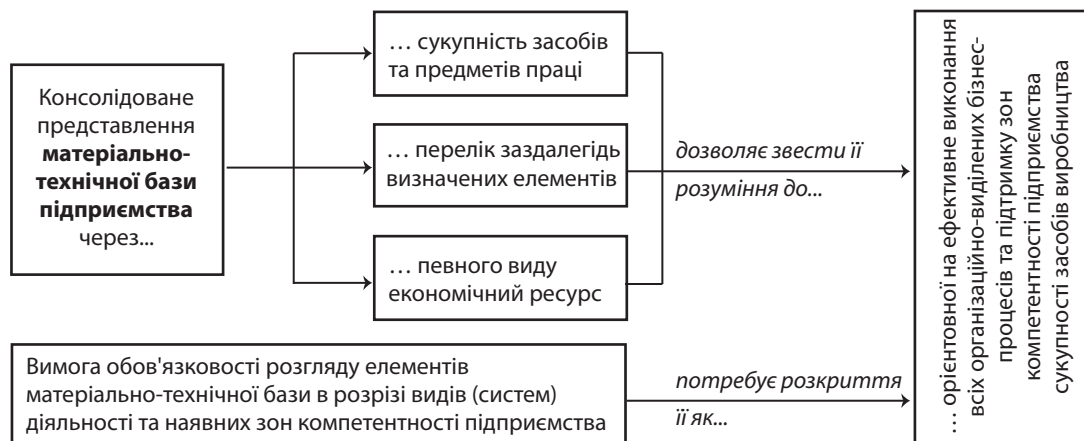 Консолідоване
представлення
матеріально-
технічної бази
підприємства
через...
… сукупність засобів
та предметів праці
… перелік заздалегідь
визначених елементів
… певного виду
економічний ресурс
дозволяє звести її
розуміння до...
Вимога обов'язковості розгляду елементів
матеріально-технічної бази в розрізі видів (систем)
діяльності та наявних зон компетентності підприємства
потребує розкриття
її як...
… орієнтовної на ефективне виконання
всіх організаційно-виділених бізнес-
процесів та підтримку зон
компетентності підприємства
сукупності засобів виробництва